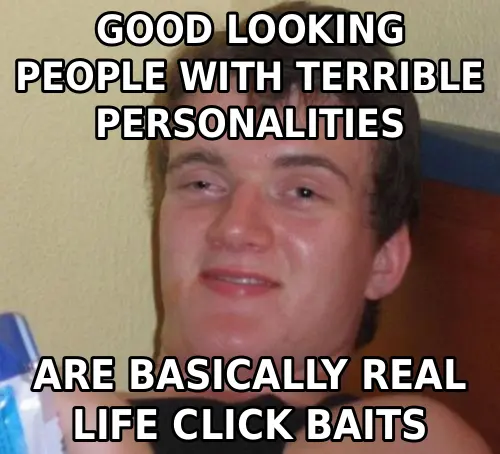 GOOD LOOKING
PEOPLE WITH TERRIBLE
PERSONALITIES
ARE BASICALLY REAL
LIFE CLICK BAITS